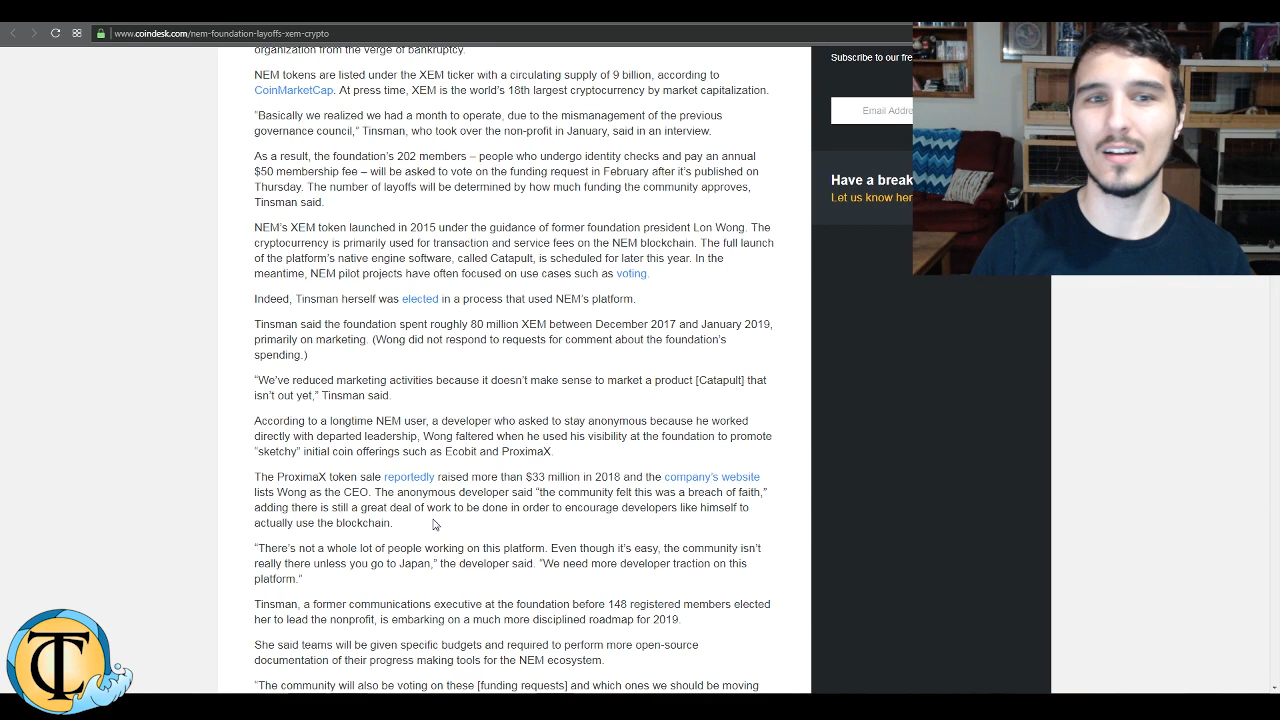 www.coindesk.com/nem-foundation-layoffs-xem-crypto
organization from the verge of bankruptcy.
NEM tokens are listed under the XEM ticker with a circulating supply of 9 billion, according to
CoinMarketCap. At press time, XEM is the world's 18th largest cryptocurrency by market capitalization.
“Basically we realized we had a month to operate, due to the mismanagement of the previous
governance council,” Tinsman, who took over the non-profit in January, said in an interview.
As a result, the foundation's 202 members – people who undergo identity checks and pay an annual
$50 membership fee – will be asked to vote on the funding request in February after it's published on
Thursday. The number of layoffs will be determined by how much funding the community approves,
Tinsman said.
NEM's XEM token launched in 2015 under the guidance of former foundation president Lon Wong. The
cryptocurrency is primarily used for transaction and service fees on the NEM blockchain. The full launch
of the platform's native engine software, called Catapult, is scheduled for later this year. In the
meantime, NEM pilot projects have often focused on use cases such as voting.
Indeed, Tinsman herself was elected in a process that used NEM's platform.
Tinsman said the foundation spent roughly 80 million XEM between December 2017 and January 2019,
primarily on marketing. (Wong did not respond to requests for comment about the foundation's
spending.)
“We've reduced marketing activities because it doesn't make sense to market a product [Catapult] that
isn't out yet,” Tinsman said.
According to a longtime NEM user, a developer who asked to stay anonymous because he worked
directly with departed leadership, Wong faltered when he used his visibility at the foundation to promote
“sketchy” initial coin offerings such as Ecobit and ProximaX.
The ProximaX token sale reportedly raised more than $33 million in 2018 and the company's website
lists Wong as the CEO. The anonymous developer said “the community felt this was a breach of faith,”
adding there is still a great deal of work to be done in order to encourage developers like himself to
actually use the blockchain.
“There's not a whole lot of people working on this platform. Even though it's easy, the community isn't
really there unless you go to Japan,” the developer said. “We need more developer traction on this
platform.”
Tinsman, a former communications executive at the foundation before 148 registered members elected
her to lead the nonprofit, is embarking on a much more disciplined roadmap for 2019.
She said teams will be given specific budgets and required to perform more open-source
documentation of their progress making tools for the NEM ecosystem.
“The community will also be voting on these [funding requests] and which ones we should be moving
Subscribe to our fre
Email Addre
Have a break
Let us know her
TC